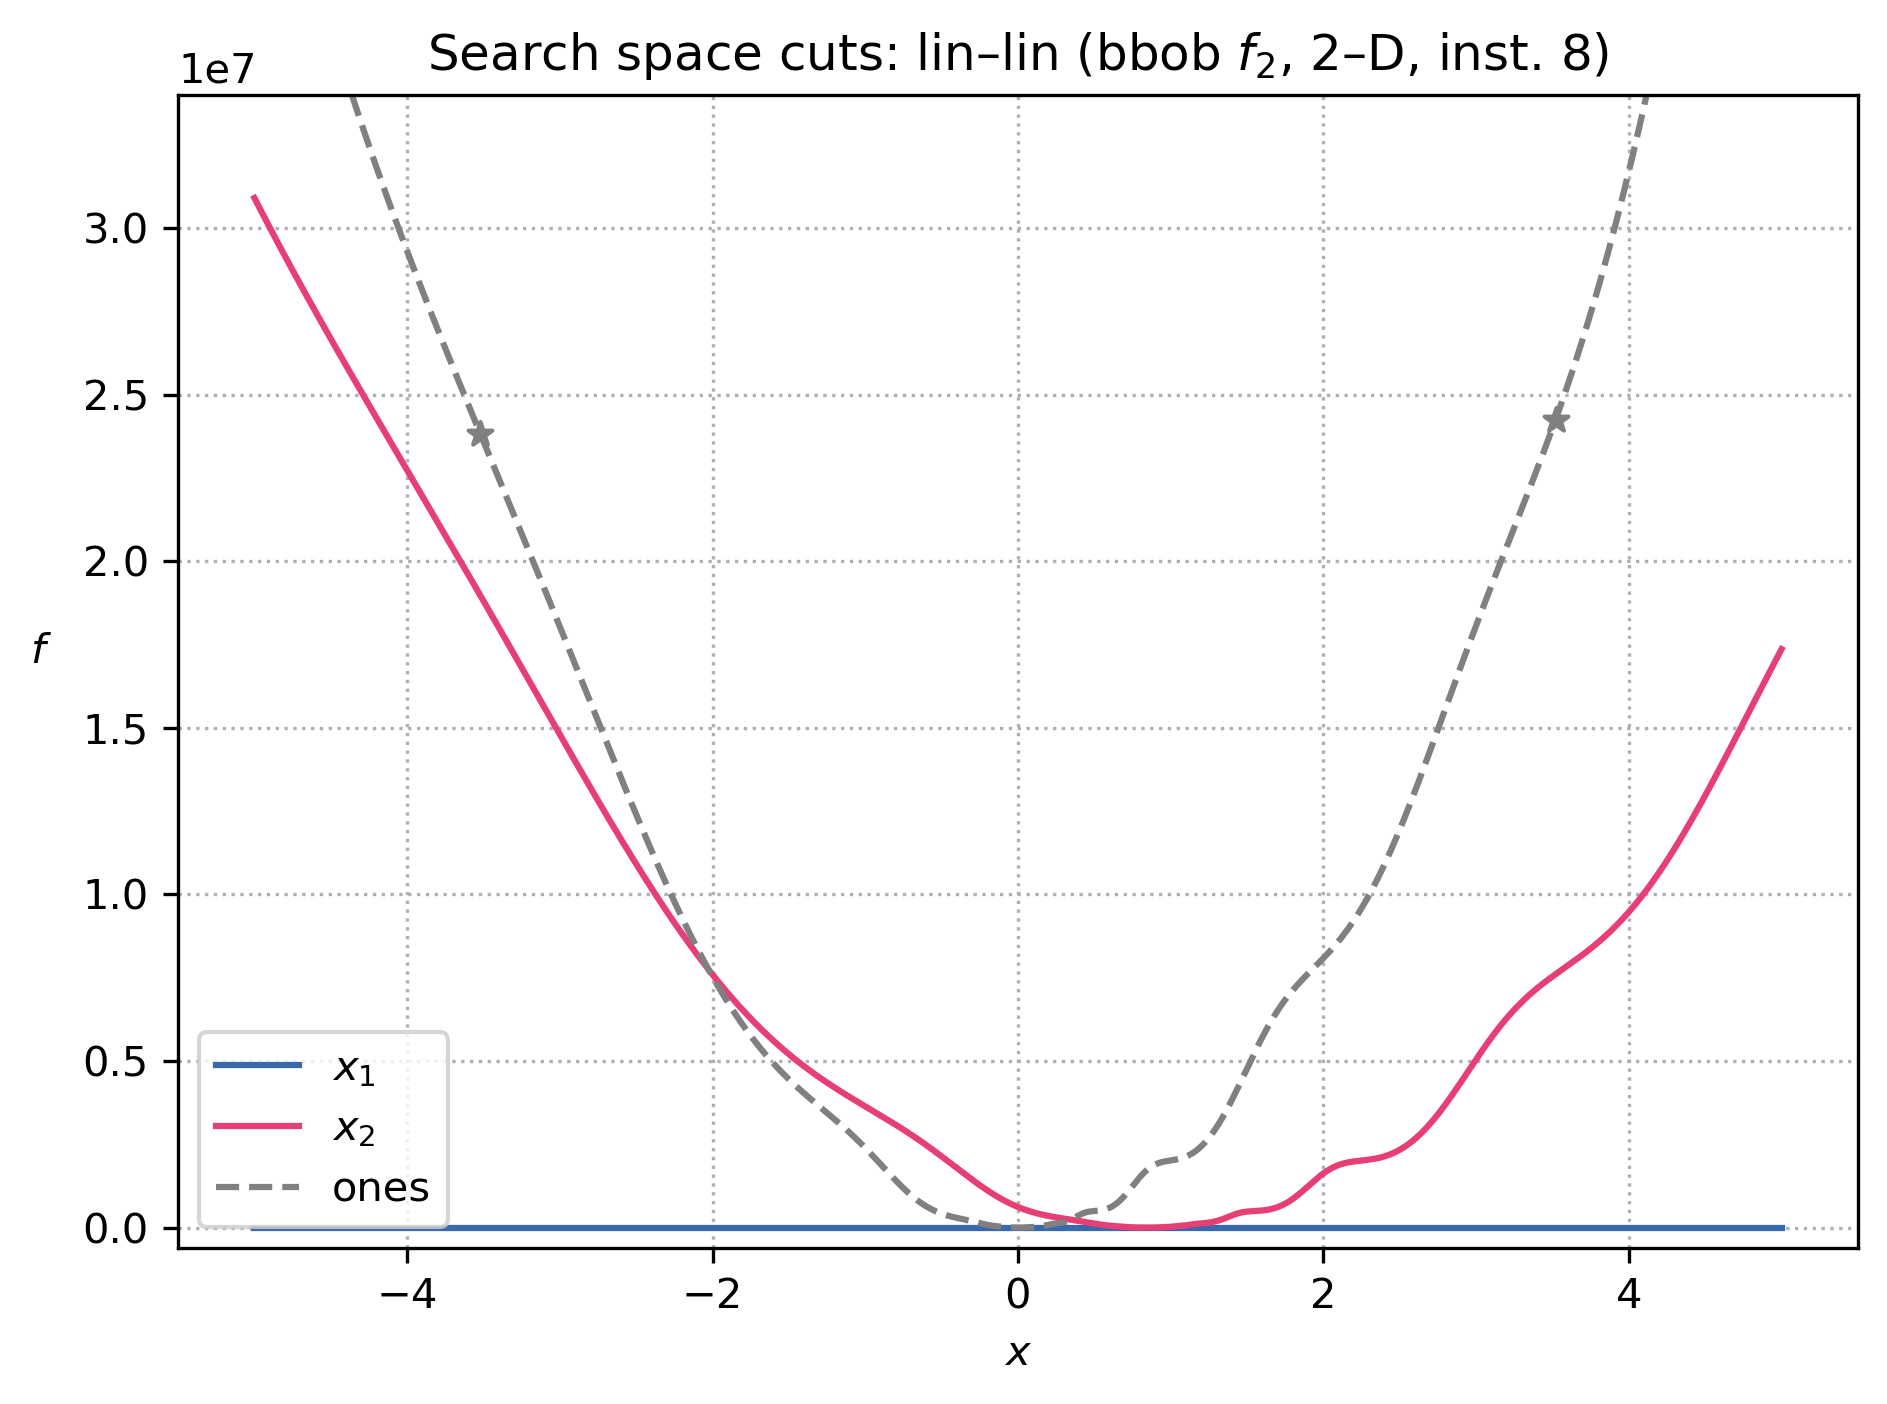 Search space cuts: lin–lin (bbob f₂, 2–D, inst. 8)
1e7
3.0
2.5
2.0
1.5
1.0
0.5
0.0
f
x₁
x₂
ones
−4 −2 0 2 4
x